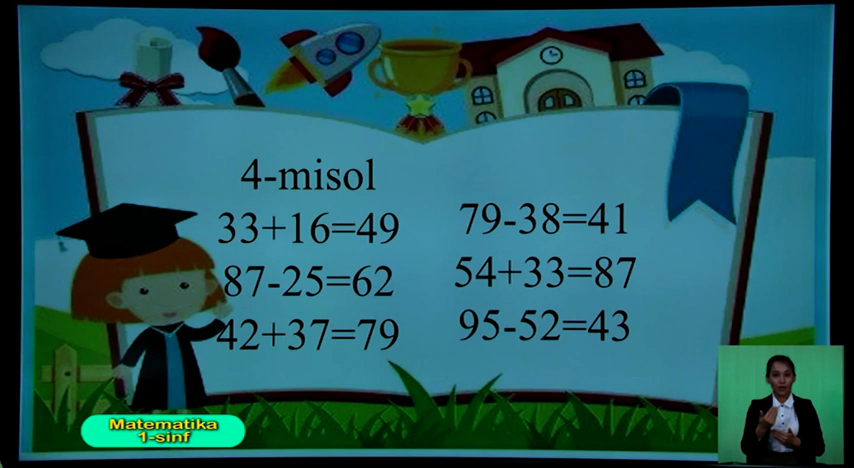 4-misol
33+16=49
87-25=62
42+37=79
79-38=41
54+33=87
95-52=43
Matematika
1-sinf